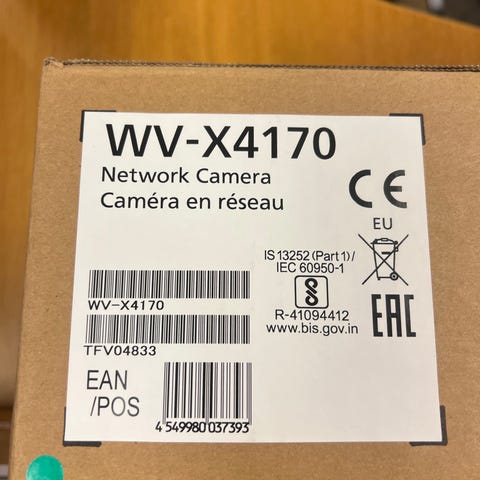 WV-X4170
Network Camera
Caméra en réseau
CE
EU
IS 13252 (Part 1)/
IEC 60950-1
R-41094412
www.bis.gov.in
EAC
WV-X4170
TFV04833
EAN
/POS
4 549980 037393